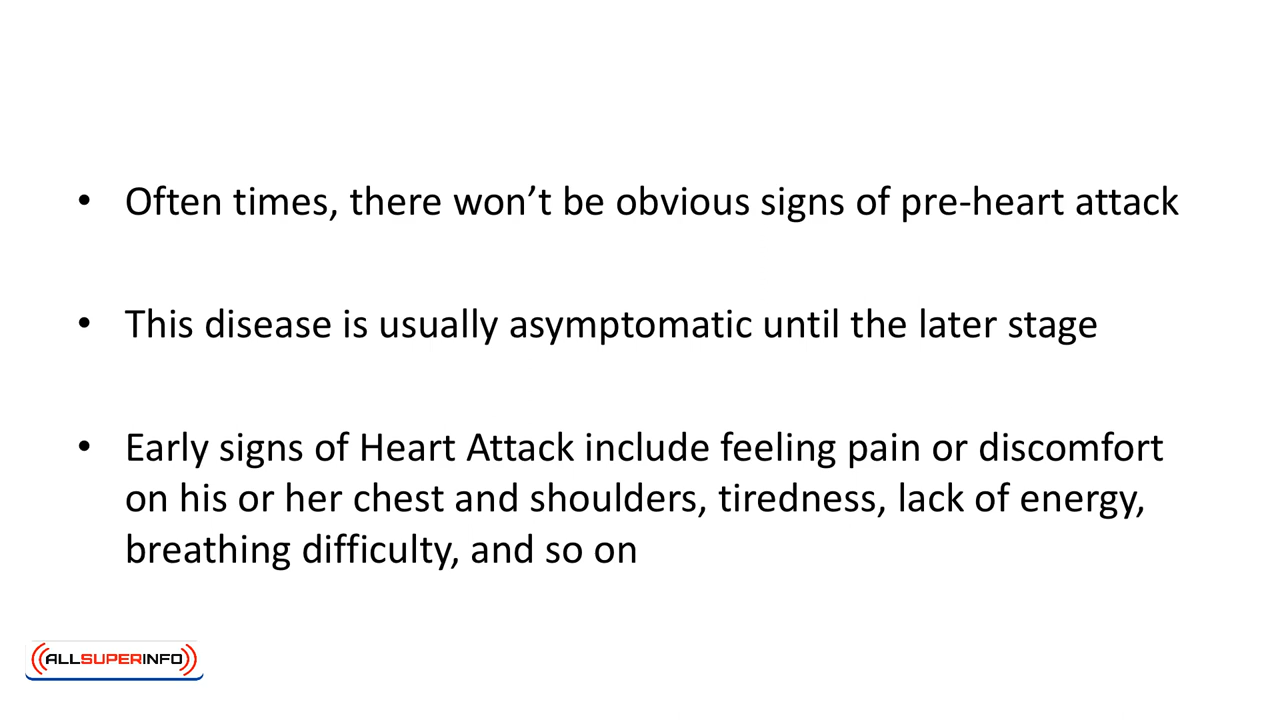 • Often times, there won’t be obvious signs of pre-heart attack
• This disease is usually asymptomatic until the later stage
• Early signs of Heart Attack include feeling pain or discomfort
on his or her chest and shoulders, tiredness, lack of energy,
breathing difficulty, and so on
ALLSUPERINFO